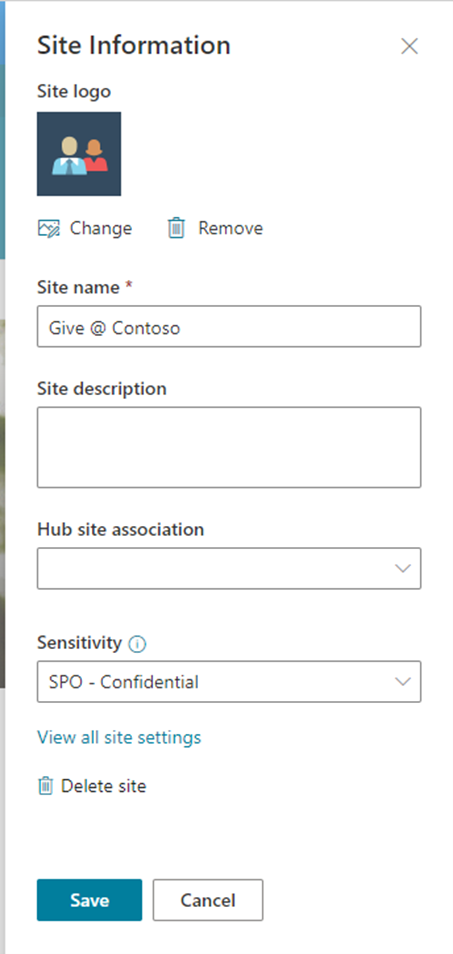 Site Information
Site logo
Change Remove
Site name *
Give @ Contoso
Site description
Hub site association
Sensitivity
SPO - Confidential
View all site settings
Delete site
Save Cancel